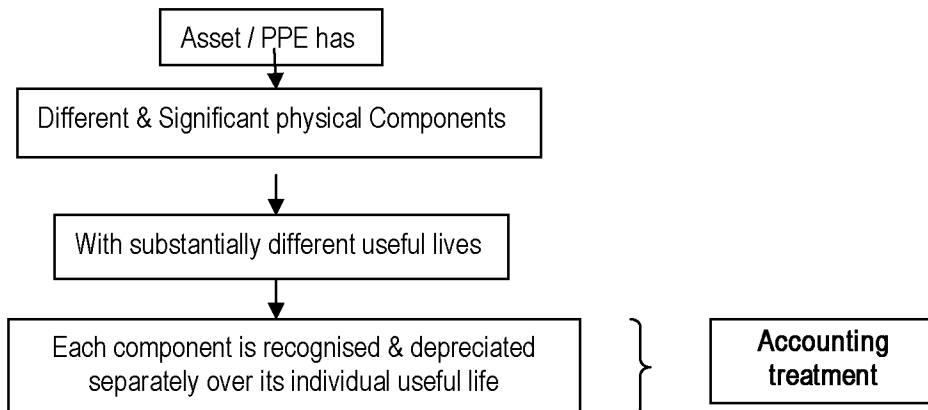 Asset / PPE has
Different & Significant physical Components
With substantially different useful lives
Each component is recognised & depreciated
separately over its individual useful life
Accounting
treatment